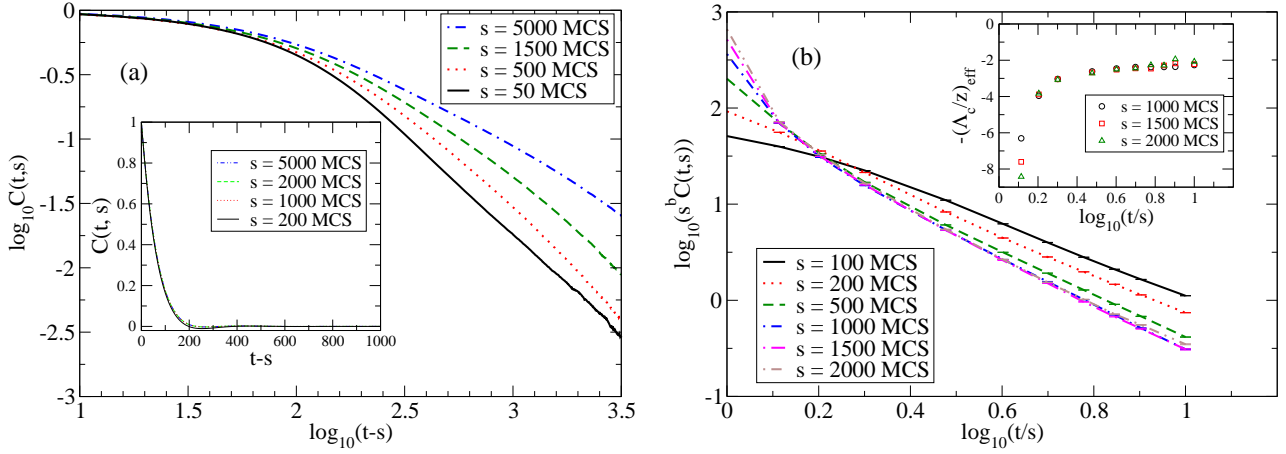 (a)
s = 5000 MCS
s = 1500 MCS
s = 500 MCS
s = 50 MCS
0
-0.5
-1
-1.5
-2
-2.5
-3
log10C(t,s)
1
1.5
2
2.5
3
3.5
log10(t-s)
s = 5000 MCS
s = 2000 MCS
s = 1000 MCS
s = 200 MCS
1
0.8
0.6
0.4
0.2
0
C(t, s)
0
200
400
600
800
1000
t-s
(b)
3
2
1
0
-1
log10(s^b C(t,s))
0
0.2
0.4
0.6
0.8
1
log10(t/s)
s = 100 MCS
s = 200 MCS
s = 500 MCS
s = 1000 MCS
s = 1500 MCS
s = 2000 MCS
0
-2
-4
-6
-8
-((Λc/z)eff
0
0.2
0.4
0.6
0.8
1
log10(t/s)
s = 1000 MCS
s = 1500 MCS
s = 2000 MCS